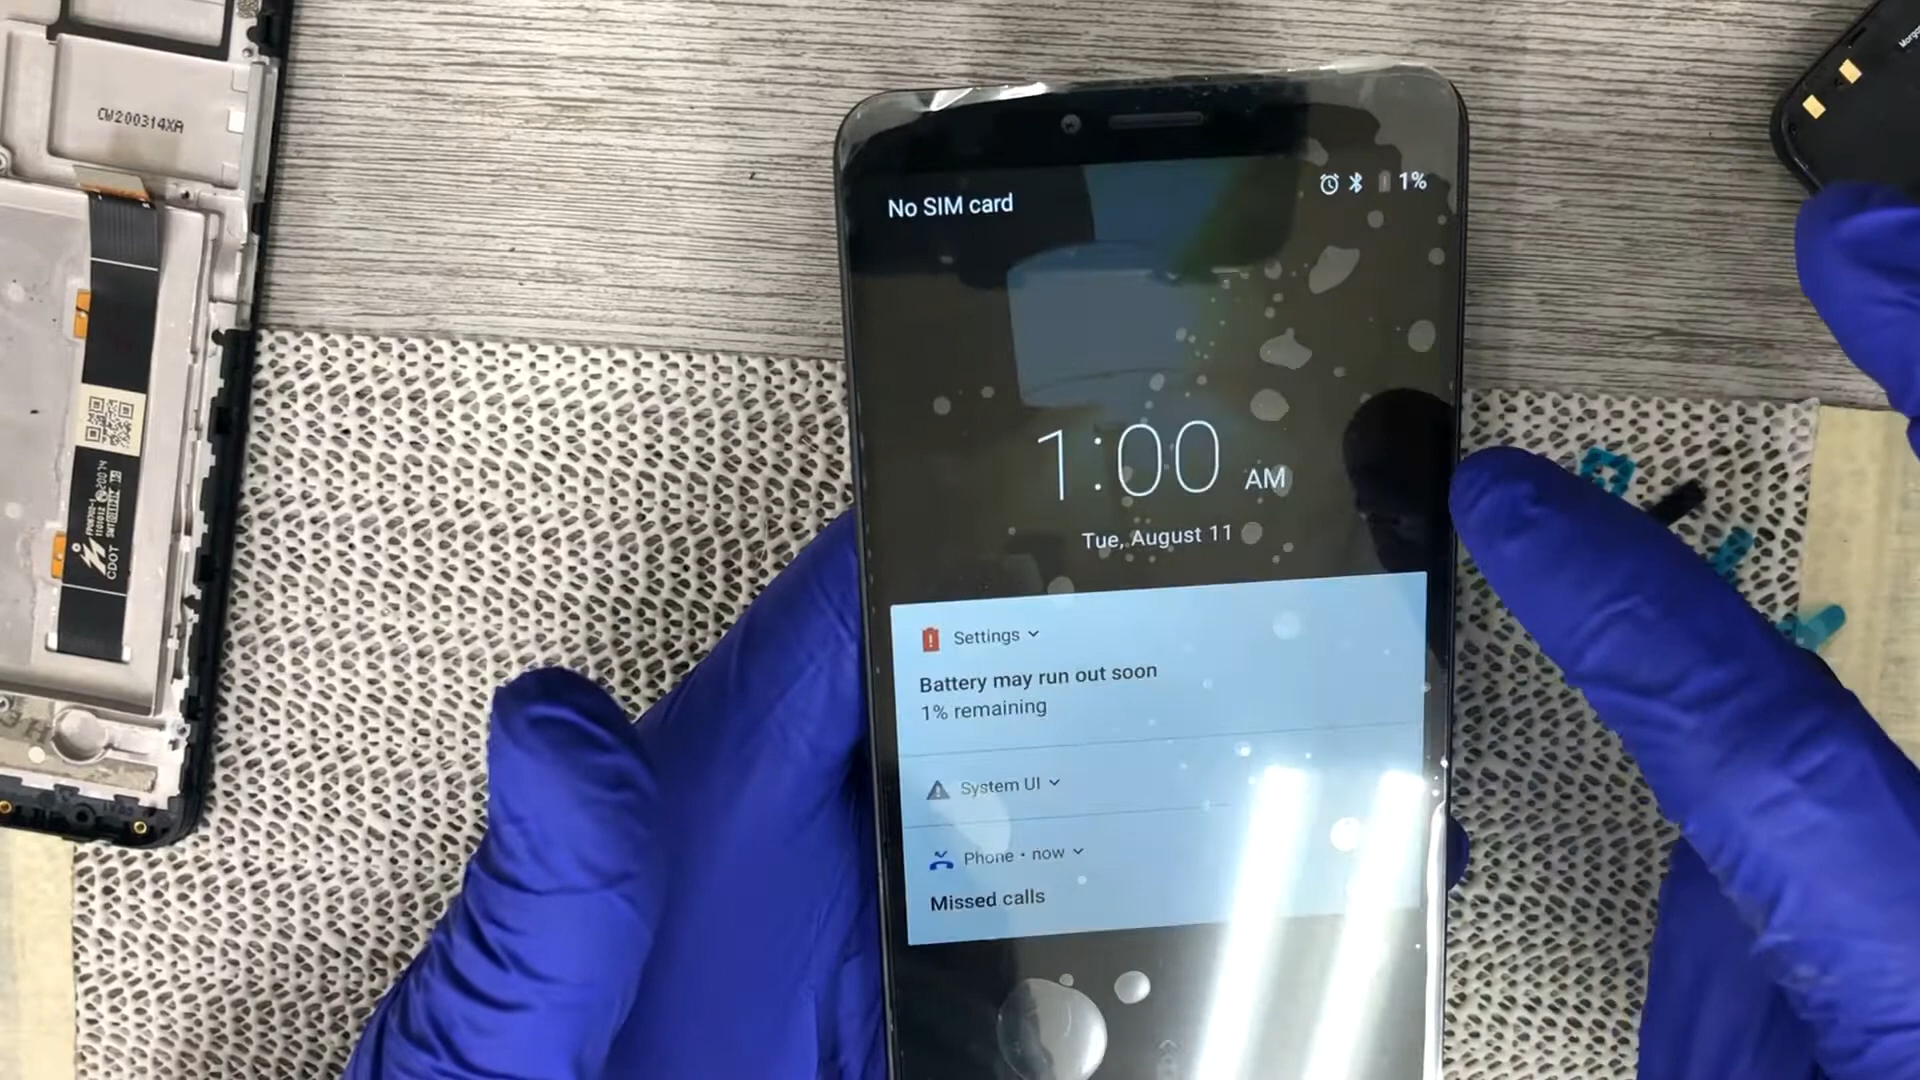 CW200314XA
No SIM card
1%
1:00 AM
Tue, August 11
Settings
Battery may run out soon
1% remaining
System UI
Phone • now
Missed calls
CDOT